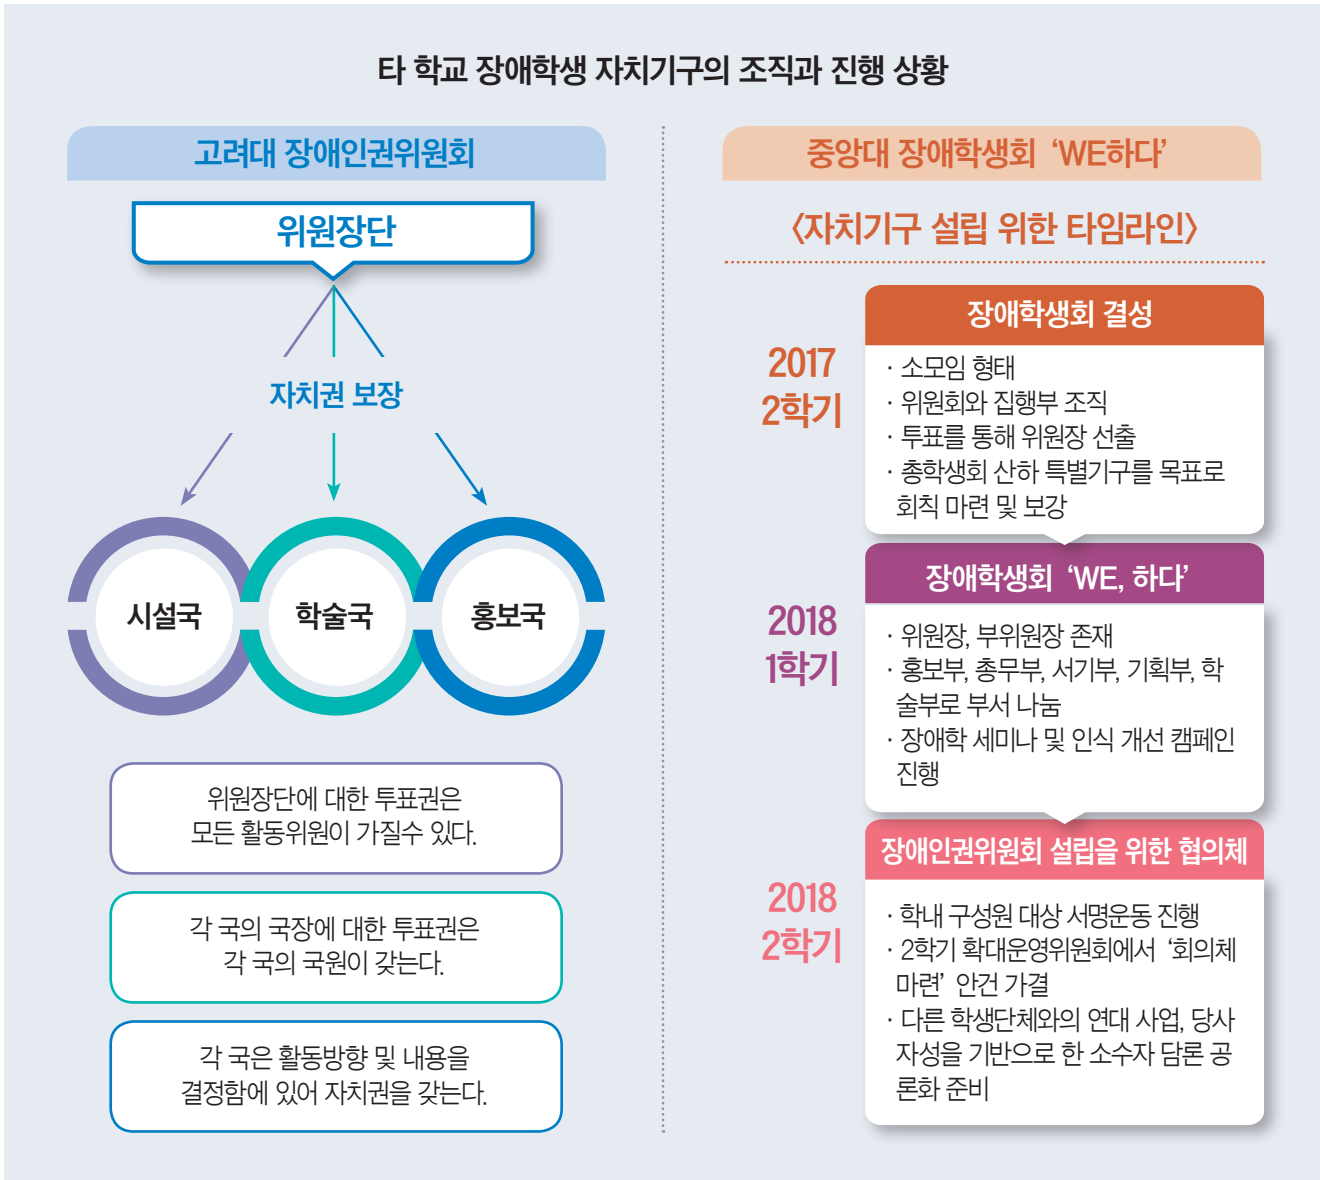 타 학교 장애학생 자치기구의 조직과 진행 상황
고려대 장애인권위원회
위원장단
자치권 보장
시설국
학술국
홍보국
위원장단에 대한 투표권은
모든 활동위원이 가질수 있다.
각 국의 국장에 대한 투표권은
각 국의 국원이 갖는다.
각 국은 활동방향 및 내용을
결정함에 있어 자치권을 갖는다.
중앙대 장애학생회 ‘WE하다’
〈자치기구 설립 위한 타임라인〉
2017
2학기
장애학생회 결성
· 소모임 형태
· 위원회와 집행부 조직
· 투표를 통해 위원장 선출
· 총학생회 산하 특별기구를 목표로
회칙 마련 및 보강
2018
1학기
장애학생회 ‘WE, 하다’
· 위원장, 부위원장 존재
· 홍보부, 총무부, 서기부, 기획부, 학
술부로 부서 나눔
· 장애학 세미나 및 인식 개선 캠페인
진행
2018
2학기
장애인권위원회 설립을 위한 협의체
· 학내 구성원 대상 서명운동 진행
· 2학기 확대운영위원회에서 ‘회의체
마련’ 안건 가결
· 다른 학생단체와의 연대 사업, 당사
자성을 기반으로 한 소수자 담론 공
론화 준비